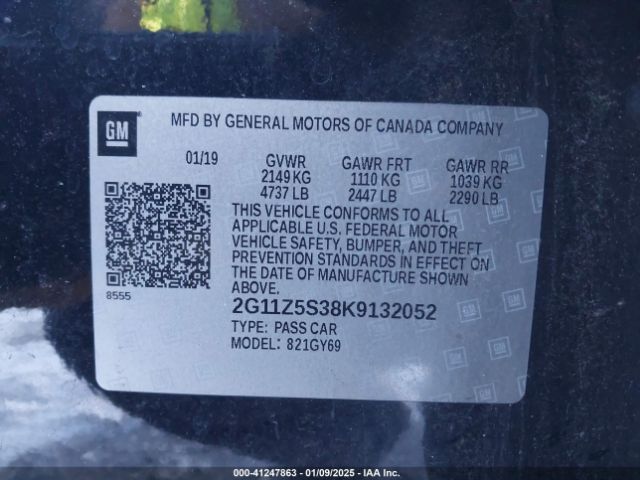 GM
MFD BY GENERAL MOTORS OF CANADA COMPANY
01/19 GVWR GAWR FRT GAWR RR
2149 KG 1110 KG 1039 KG
4737 LB 2447 LB 2290 LB
THIS VEHICLE CONFORMS TO ALL
APPLICABLE U.S. FEDERAL MOTOR
VEHICLE SAFETY, BUMPER, AND THEFT
PREVENTION STANDARDS IN EFFECT ON
THE DATE OF MANUFACTURE SHOWN
ABOVE.
8555
2G11Z5S38K9132052
TYPE: PASS CAR
MODEL: 821GY69
000-41247863 - 01/09/2025 - IAA Inc.